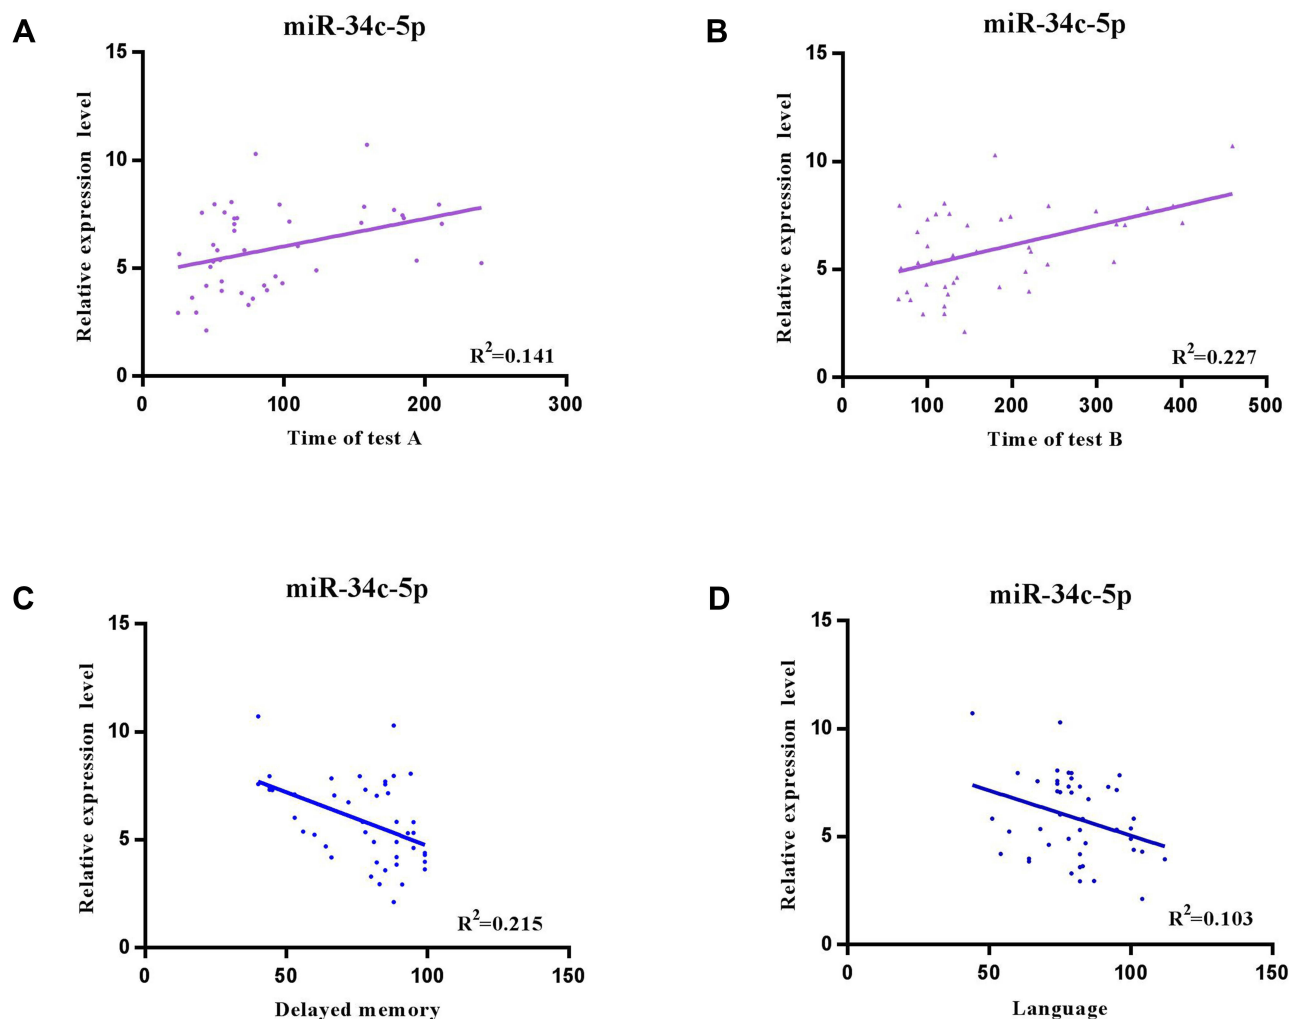 A
miR-34c-5p
Relative expression level
15
10
5
0
0 100 200 300
R²=0.141
Time of test A
B
miR-34c-5p
Relative expression level
15
10
5
0
0 100 200 300 400 500
R²=0.227
Time of test B
C
miR-34c-5p
Relative expression level
15
10
5
0
0 50 100 150
R²=0.215
Delayed memory
D
miR-34c-5p
Relative expression level
15
10
5
0
0 50 100 150
R²=0.103
Language